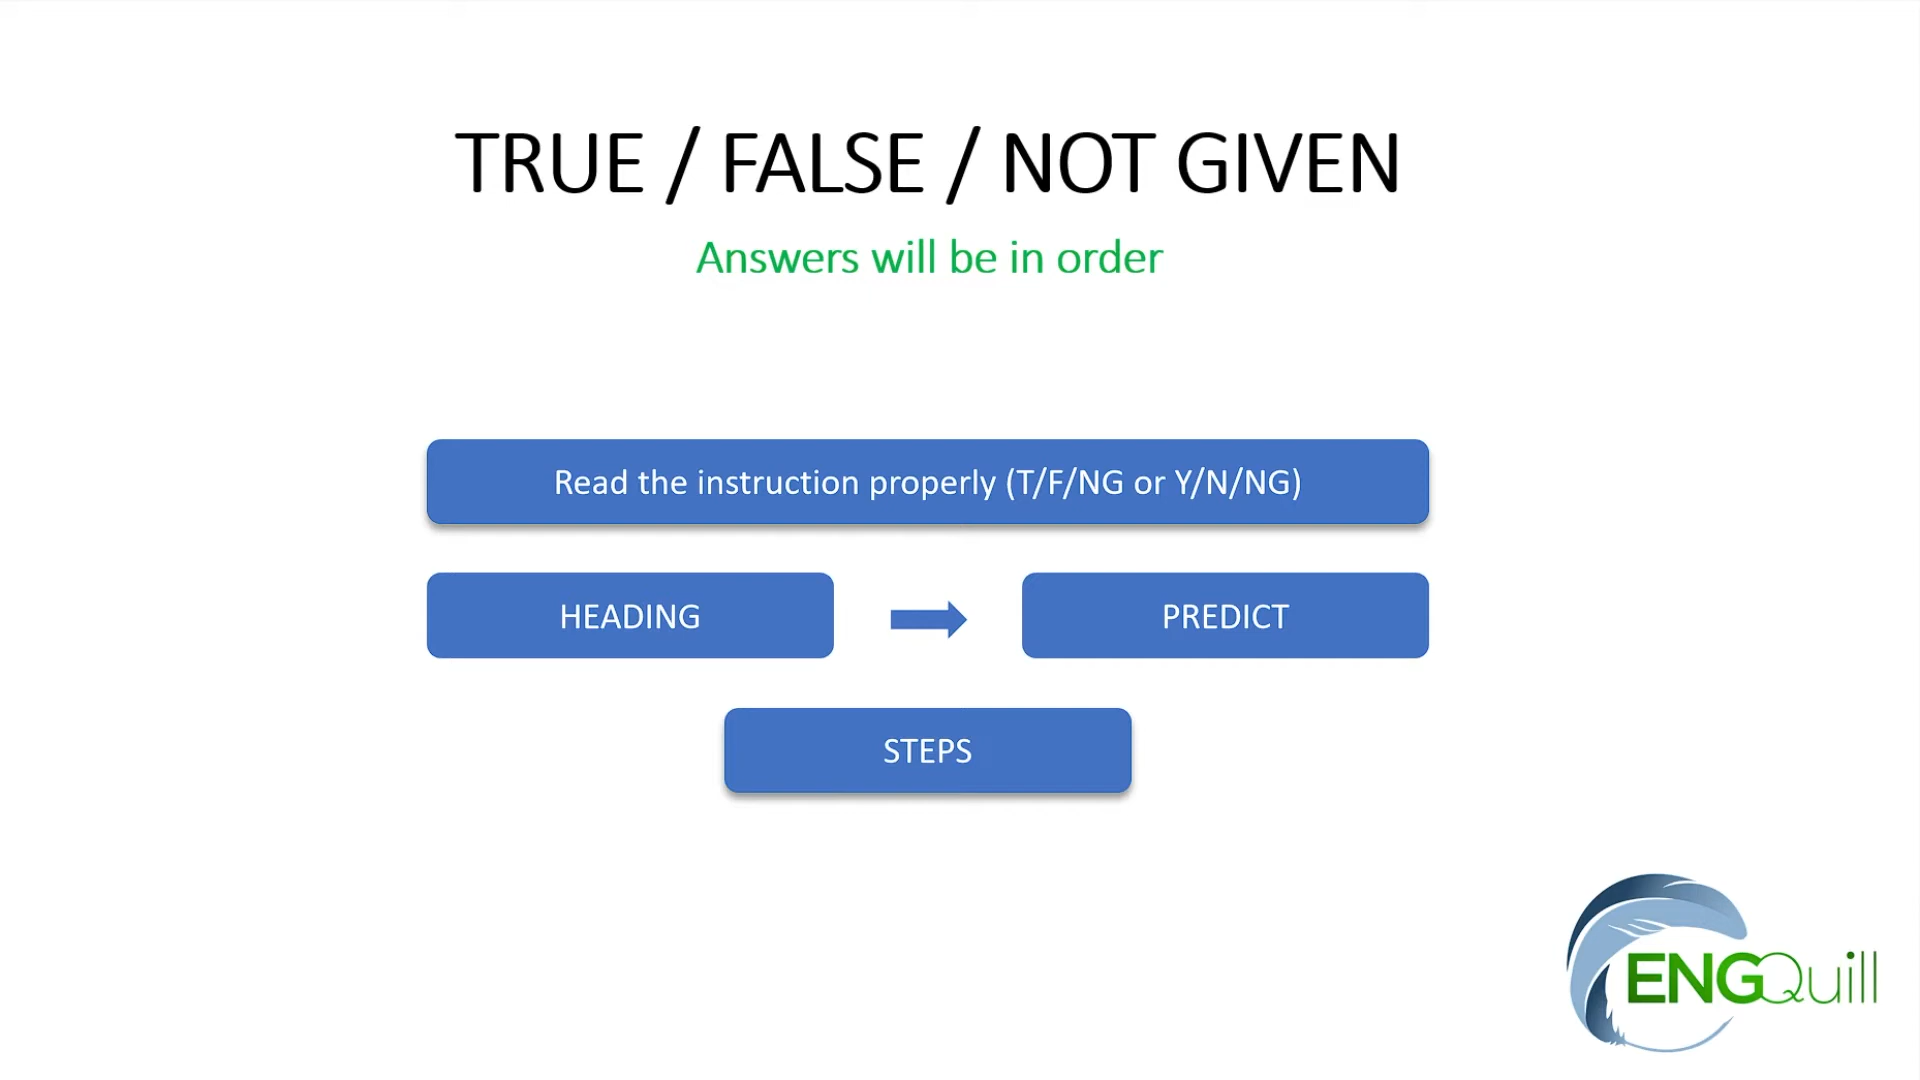 TRUE / FALSE / NOT GIVEN
Answers will be in order
Read the instruction properly (T/F/NG or Y/N/NG)
HEADING
PREDICT
STEPS
ENGQuill